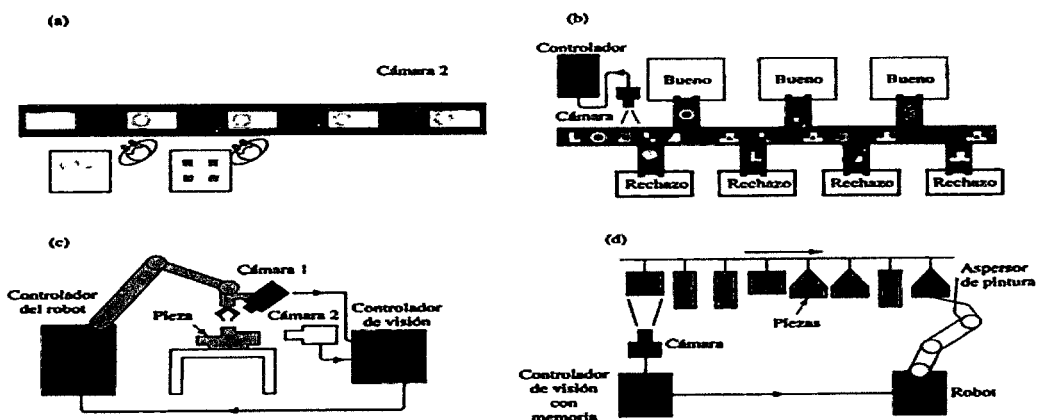 (a)
Cámara 2
(b)
Controlador
Cámara
Bueno
Bueno
Bueno
Rechazo
Rechazo
Rechazo
Rechazo
(c)
Controlador
del robot
Cámara 1
Pieza
Cámara 2
Controlador
de visión
(d)
Aspersor
de pintura
Piezas
Cámara
Controlador
de visión
con
memoria
Robot